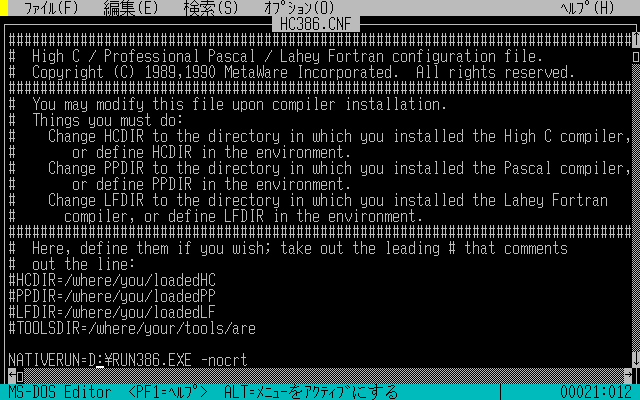 ﾌｧｲﾙ(F) 編集(E) 検索(S) ｵﾌﾟｼｮﾝ(O) ﾍﾙﾌﾟ(H)
HC386.CNF
##############################################################################
#  High C / Professional Pascal / Lahey Fortran configuration file.
#  Copyright (C) 1989,1990 MetaWare Incorporated.  All rights reserved.
##############################################################################
#  You may modify this file upon compiler installation.
#  Things you must do:
#    Change HCDIR to the directory in which you installed the High C compiler,
#       or define HCDIR in the environment.
#    Change PPDIR to the directory in which you installed the Pascal compiler,
#       or define PPDIR in the environment.
#    Change LFDIR to the directory in which you installed the Lahey Fortran
#      compiler, or define LFDIR in the environment.
##############################################################################
#  Here, define them if you wish; take out the leading # that comments
#  out the line:
#HCDIR=/where/you/loadedHC
#PPDIR=/where/you/loadedPP
#LFDIR=/where/you/loadedLF
#TOOLSDIR=/where/your/tools/are
NATIVERUN=D:¥RUN386.EXE -nocrt
MS-DOS Editor  <PF1=ﾍﾙﾌﾟ>  ALT=ﾒﾆｭｰをｱｸﾃｨﾌﾞにする 00021:012